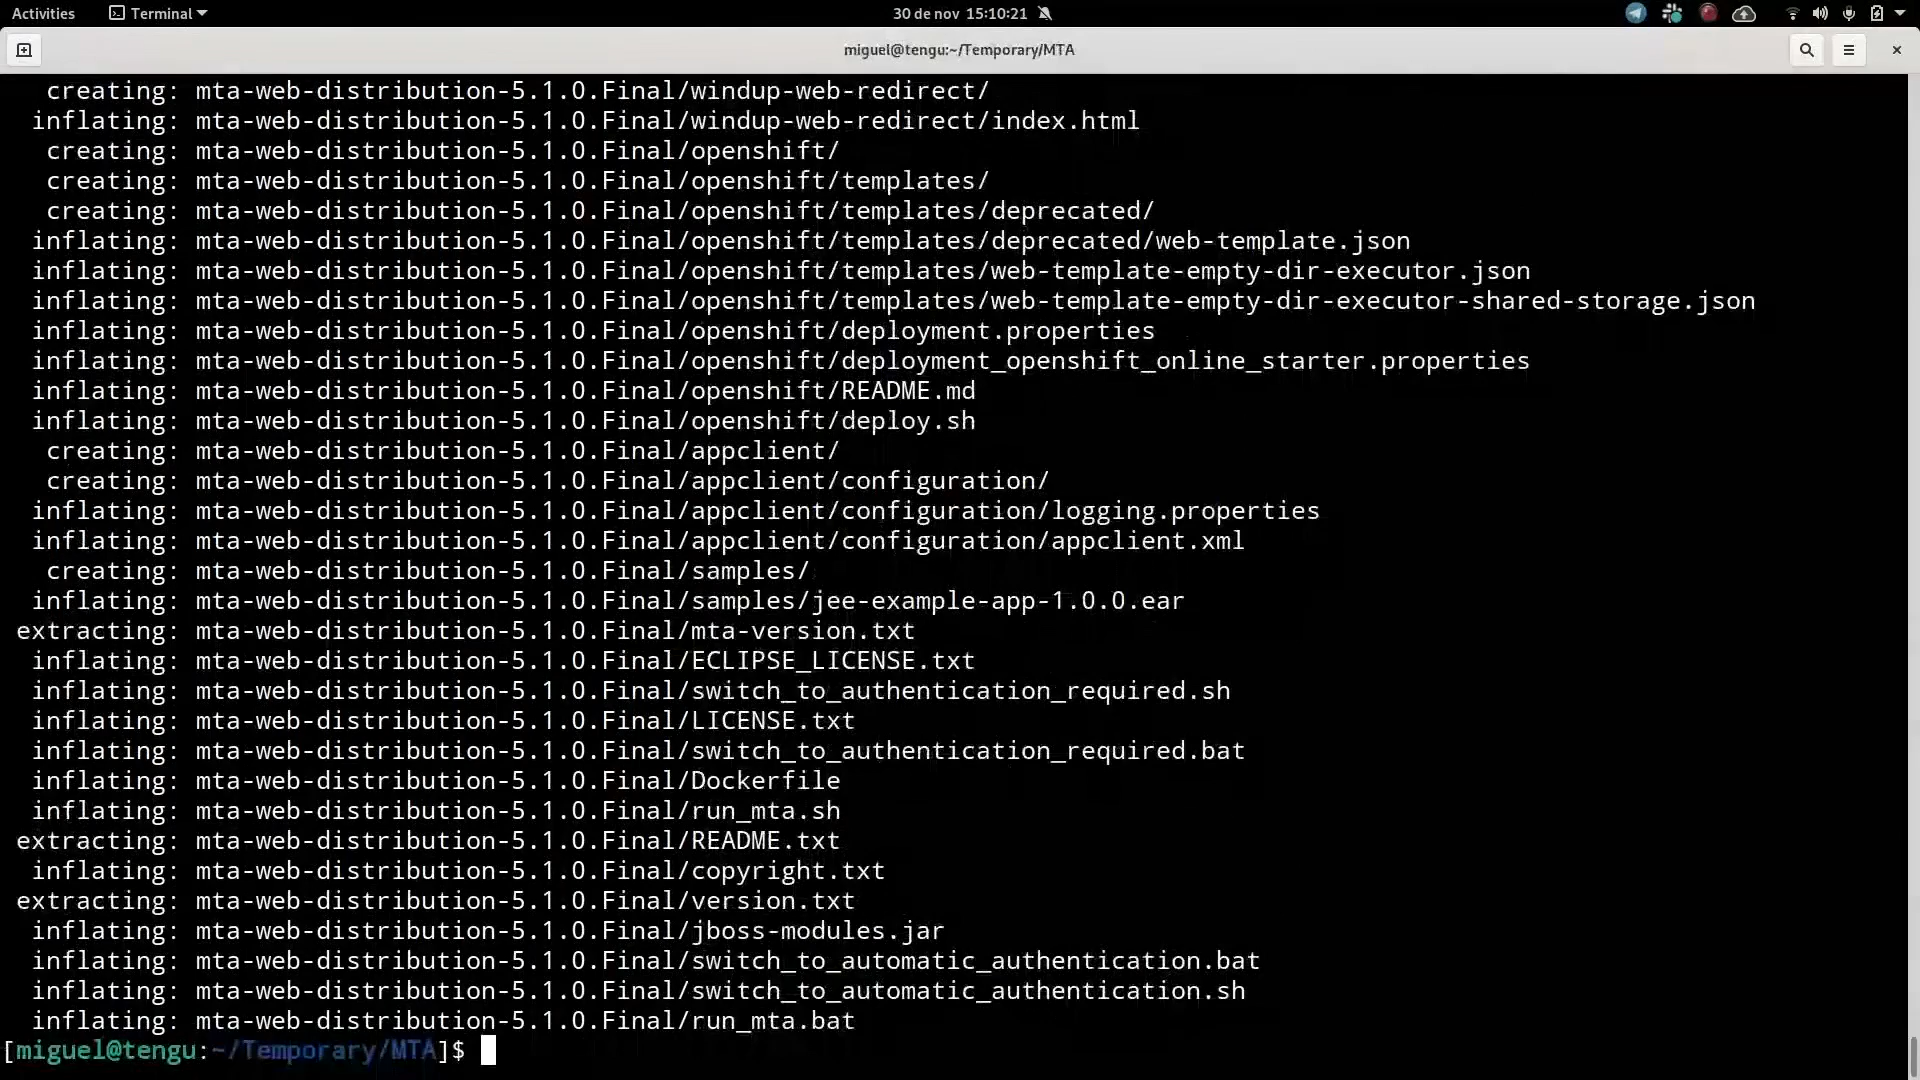 Activities
Terminal
30 de nov 15:10:21
miguel@tengu:~/Temporary/MTA
creating: mta-web-distribution-5.1.0.Final/windup-web-redirect/
inflating: mta-web-distribution-5.1.0.Final/windup-web-redirect/index.html
creating: mta-web-distribution-5.1.0.Final/openshift/
creating: mta-web-distribution-5.1.0.Final/openshift/templates/
creating: mta-web-distribution-5.1.0.Final/openshift/templates/deprecated/
inflating: mta-web-distribution-5.1.0.Final/openshift/templates/deprecated/web-template.json
inflating: mta-web-distribution-5.1.0.Final/openshift/templates/web-template-empty-dir-executor.json
inflating: mta-web-distribution-5.1.0.Final/openshift/templates/web-template-empty-dir-executor-shared-storage.json
inflating: mta-web-distribution-5.1.0.Final/openshift/deployment.properties
inflating: mta-web-distribution-5.1.0.Final/openshift/deployment_openshift_online_starter.properties
inflating: mta-web-distribution-5.1.0.Final/openshift/README.md
inflating: mta-web-distribution-5.1.0.Final/openshift/deploy.sh
creating: mta-web-distribution-5.1.0.Final/appclient/
creating: mta-web-distribution-5.1.0.Final/appclient/configuration/
inflating: mta-web-distribution-5.1.0.Final/appclient/configuration/logging.properties
inflating: mta-web-distribution-5.1.0.Final/appclient/configuration/appclient.xml
creating: mta-web-distribution-5.1.0.Final/samples/
inflating: mta-web-distribution-5.1.0.Final/samples/jee-example-app-1.0.0.ear
extracting: mta-web-distribution-5.1.0.Final/mta-version.txt
inflating: mta-web-distribution-5.1.0.Final/ECLIPSE_LICENSE.txt
inflating: mta-web-distribution-5.1.0.Final/switch_to_authentication_required.sh
inflating: mta-web-distribution-5.1.0.Final/LICENSE.txt
inflating: mta-web-distribution-5.1.0.Final/switch_to_authentication_required.bat
inflating: mta-web-distribution-5.1.0.Final/Dockerfile
inflating: mta-web-distribution-5.1.0.Final/run_mta.sh
extracting: mta-web-distribution-5.1.0.Final/README.txt
inflating: mta-web-distribution-5.1.0.Final/copyright.txt
extracting: mta-web-distribution-5.1.0.Final/version.txt
inflating: mta-web-distribution-5.1.0.Final/jboss-modules.jar
inflating: mta-web-distribution-5.1.0.Final/switch_to_automatic_authentication.bat
inflating: mta-web-distribution-5.1.0.Final/switch_to_automatic_authentication.sh
inflating: mta-web-distribution-5.1.0.Final/run_mta.bat
[miguel@tengu:~/Temporary/MTA]$